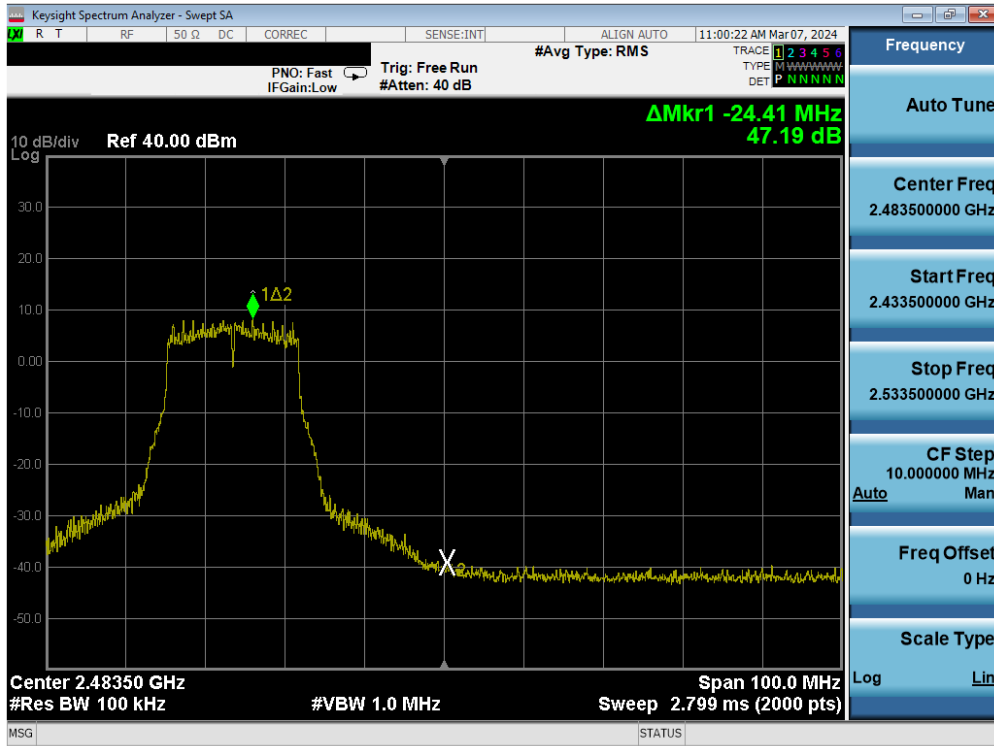 Keysight Spectrum Analyzer - Swept SA
LXI R T RF 50 Ω DC CORREC SENSE:INT ALIGN AUTO 11:00:22 AM Mar 07, 2024
PNO: Fast
IFGain:Low
Trig: Free Run
#Atten: 40 dB
#Avg Type: RMS
TRACE 1 2 3 4 5 6
TYPE M WWWWW
DET P N N N N N
ΔMkr1 -24.41 MHz
47.19 dB
10 dB/div Ref 40.00 dBm
Log
30.0
20.0
10.0
0.00
-10.0
-20.0
-30.0
-40.0
-50.0
1Δ2
X2
Center 2.48350 GHz Span 100.0 MHz
#Res BW 100 kHz #VBW 1.0 MHz Sweep 2.799 ms (2000 pts)
MSG STATUS
Frequency
Auto Tune
Center Freq
2.483500000 GHz
Start Freq
2.433500000 GHz
Stop Freq
2.533500000 GHz
CF Step
10.000000 MHz
Auto Man
Freq Offset
0 Hz
Scale Type
Log Lin